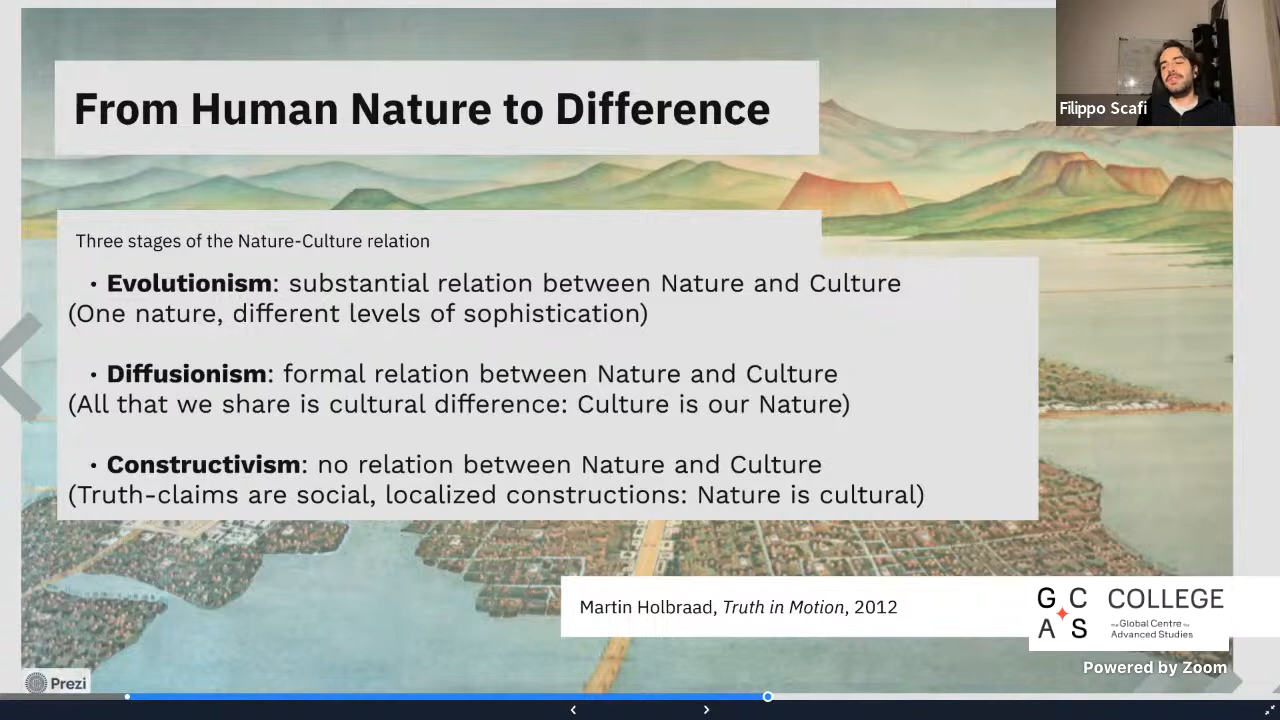 From Human Nature to Difference
Filippo Scafi
Three stages of the Nature-Culture relation
• Evolutionism: substantial relation between Nature and Culture
(One nature, different levels of sophistication)
• Diffusionism: formal relation between Nature and Culture
(All that we share is cultural difference: Culture is our Nature)
• Constructivism: no relation between Nature and Culture
(Truth-claims are social, localized constructions: Nature is cultural)
Martin Holbraad, Truth in Motion, 2012
G C
A S
COLLEGE
the Global Centre for
Advanced Studies
Powered by Zoom
Prezi